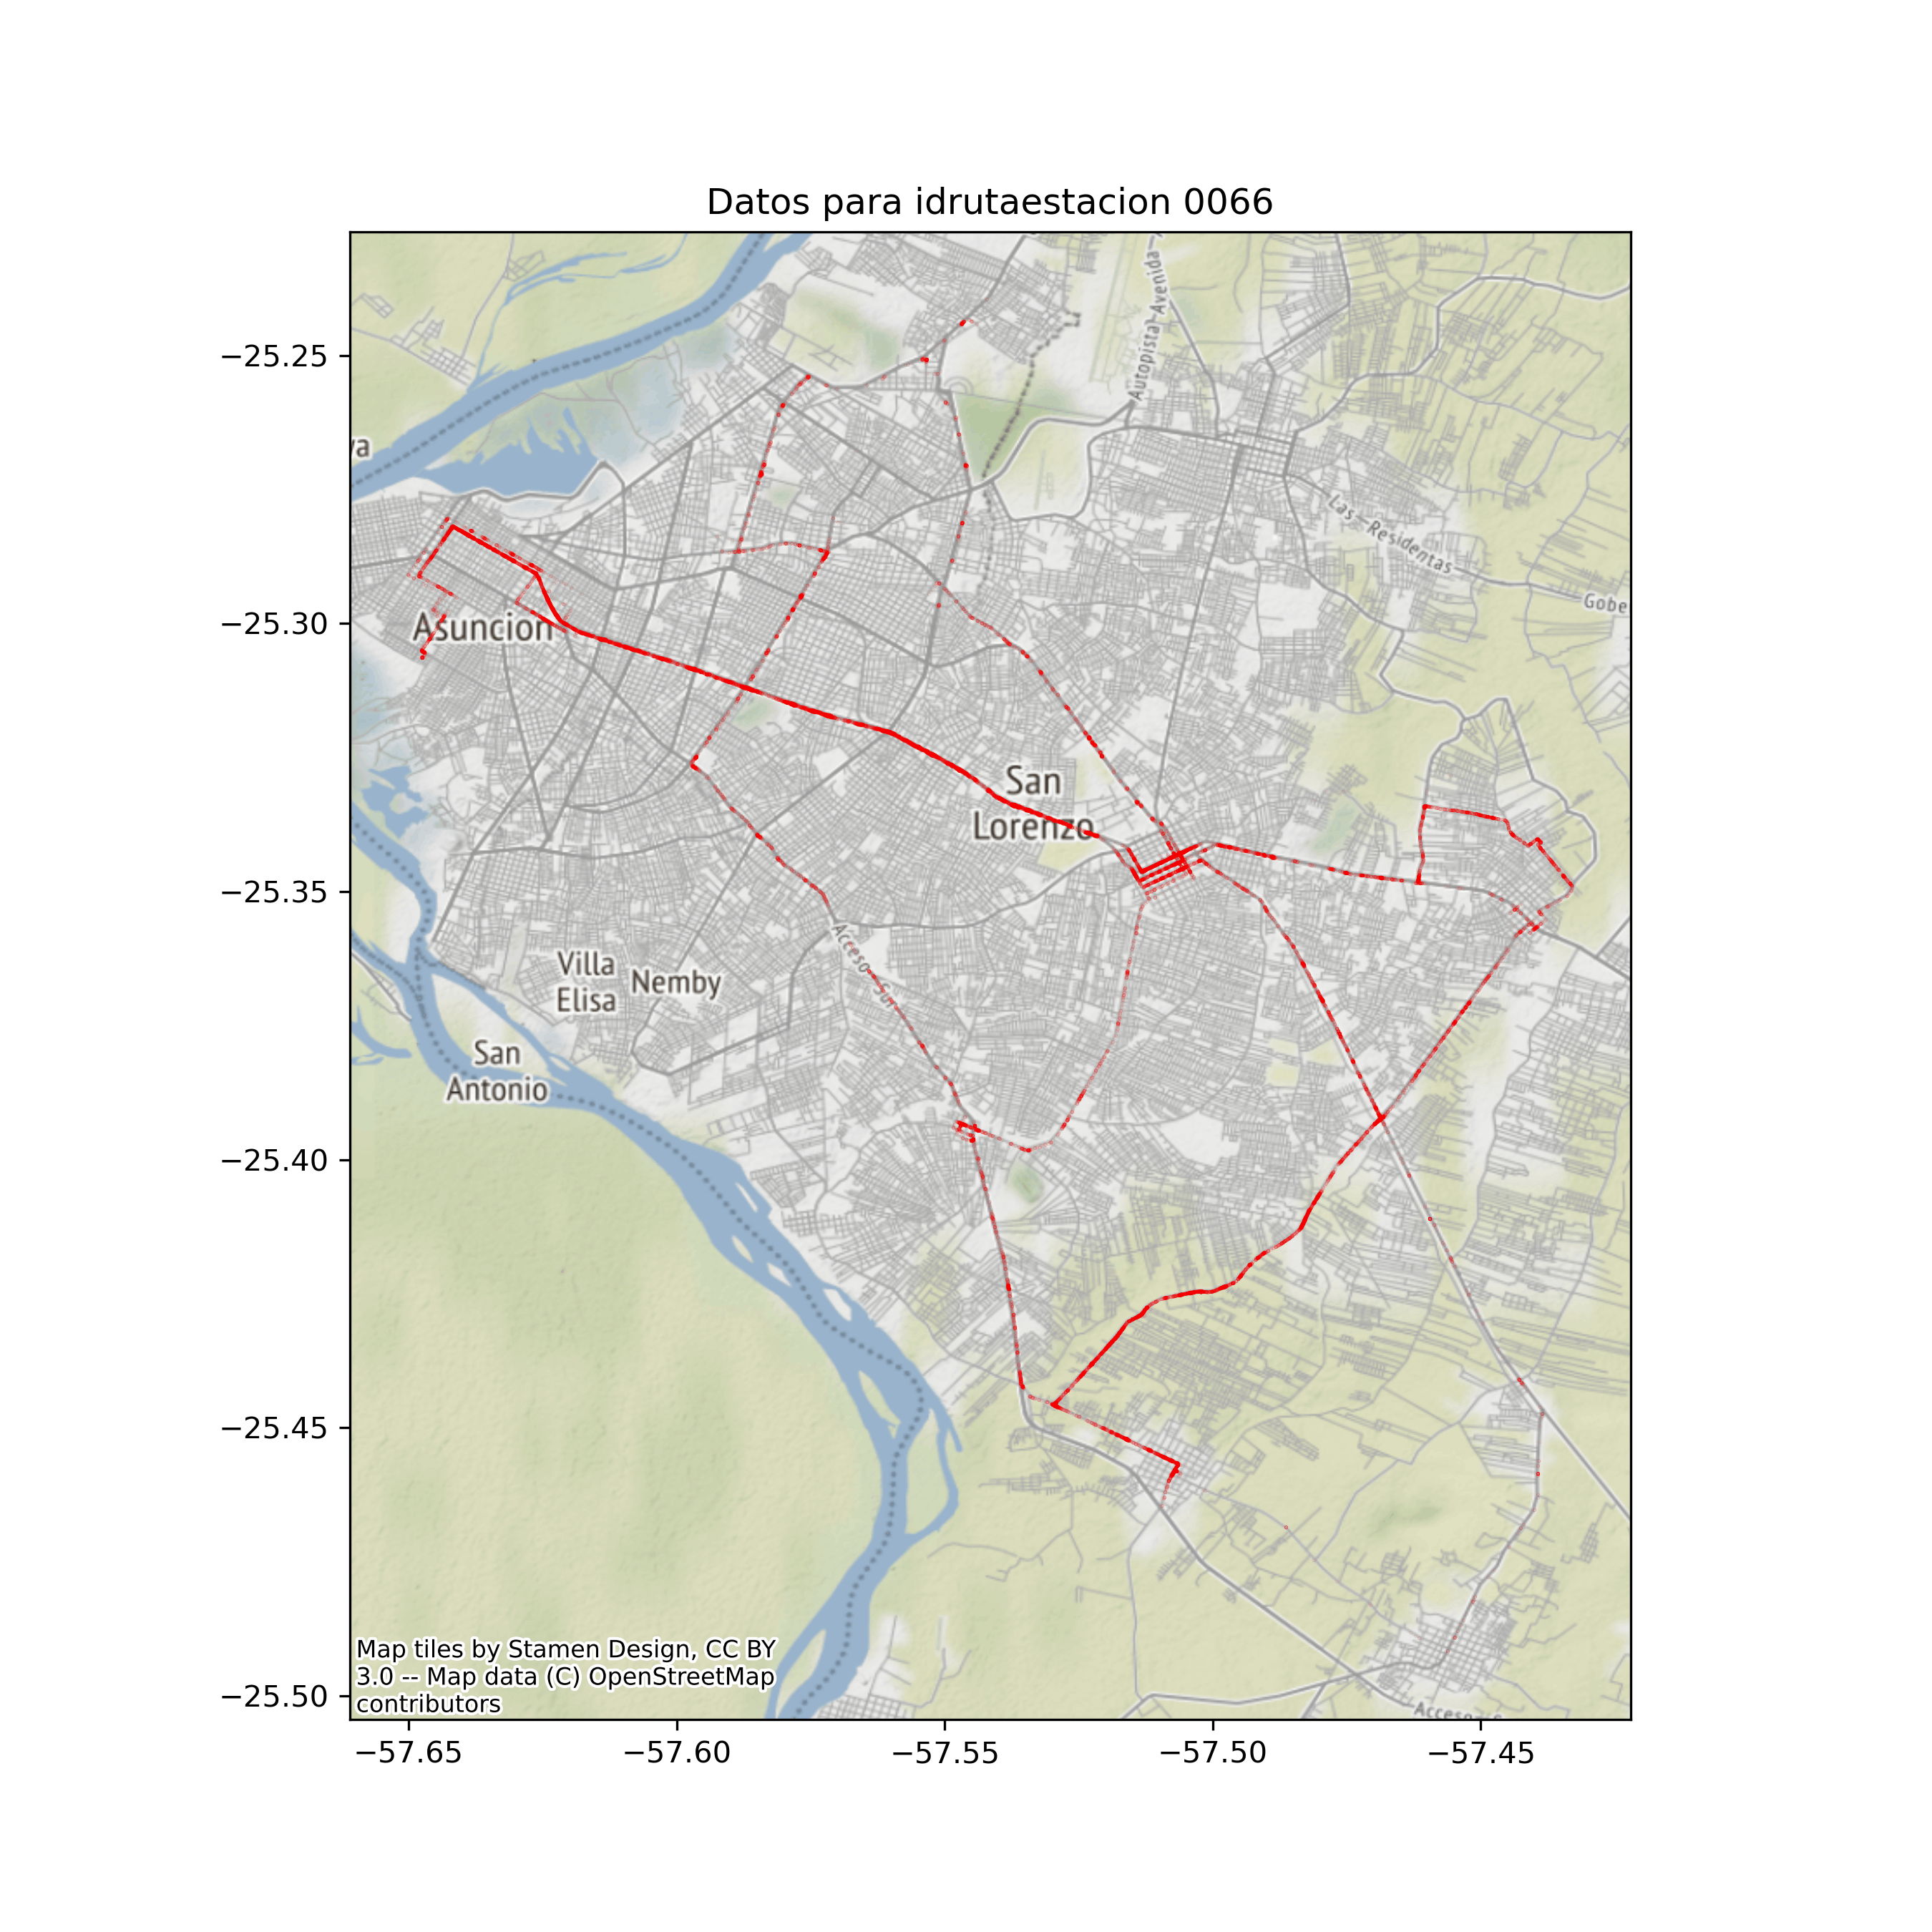 Datos para idrutaestacion 0066
−25.25
−25.30
−25.35
−25.40
−25.45
−25.50
Autopista Avenida
va
Las Residentas
Gobe
Asuncion
San
Lorenzo
Acceso Sur
Villa
Elisa
Nemby
San
Antonio
Map tiles by Stamen Design, CC BY
3.0 -- Map data (C) OpenStreetMap
contributors
−57.65
−57.60
−57.55
−57.50
−57.45